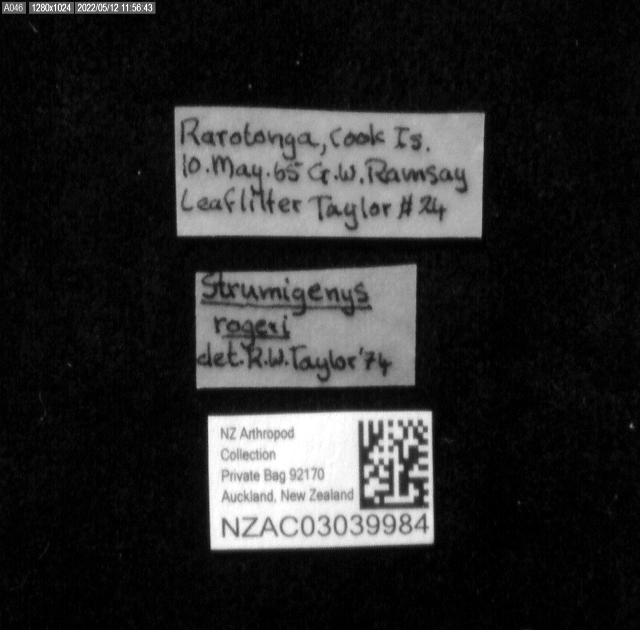 A046 1280x1024 2022/05/12 11:56:43
Rarotonga, Cook Is.
10.May.65 G.W.Ramsay
Leaflitter Taylor # 24
Strumigenys
rogeri
det.R.W.Taylor'74
NZ Arthropod
Collection
Private Bag 92170
Auckland, New Zealand
NZAC03039984